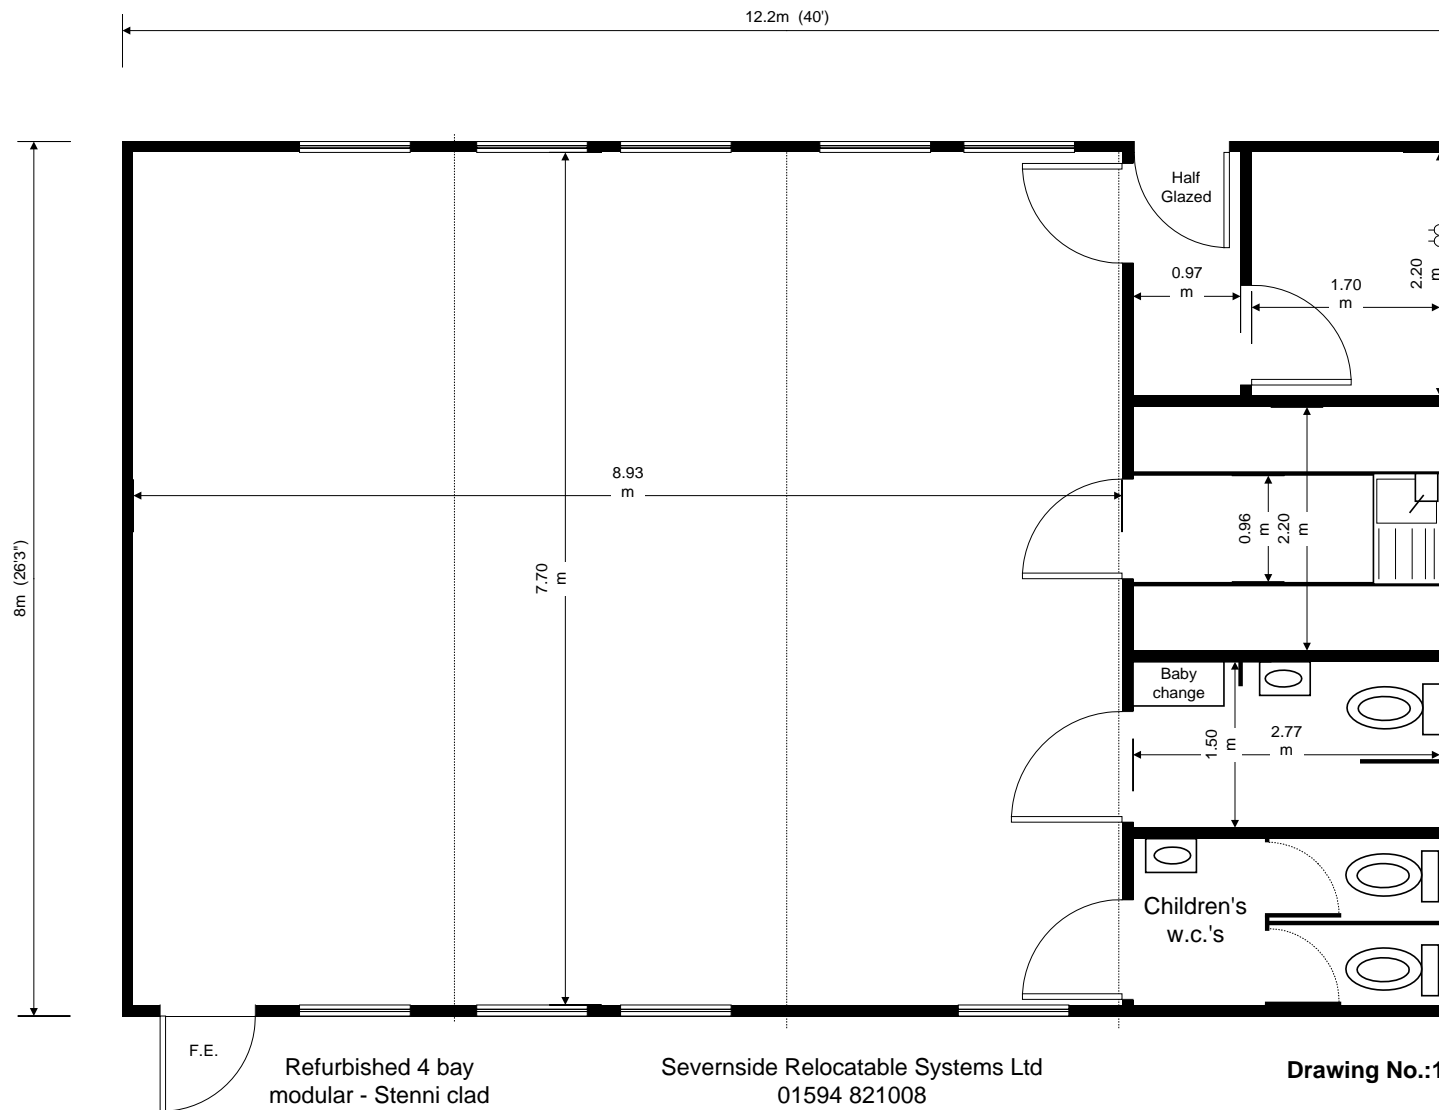 12.2m (40')
Half
Glazed
0.97
m
1.70
m
2.20
m
8.93
m
0.96
m
2.20
m
8m (26'3")
7.70
m
Baby
change
1.50
m
2.77
m
Children's
w.c.'s
F.E.
Refurbished 4 bay
modular - Stenni clad
Severnside Relocatable Systems Ltd
01594 821008
Drawing No.:1